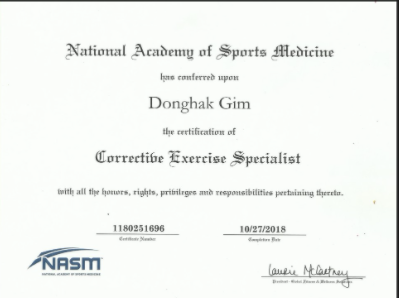 National Academy of Sports Medicine
has conferred upon
Donghak Gim
the certification of
Corrective Exercise Specialist
with all the honors, rights, privileges and responsibilities pertaining thereto.
1180251696
10/27/2018
Certificate Number
Completion Date
NASM
NATIONAL ACADEMY OF SPORTS MEDICINE
Laurie McCartney
President - Global Fitness & Wellness